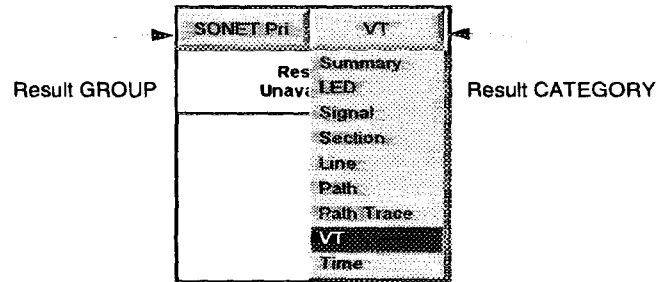 SONET Pri VT
Res Summary
Result GROUP Unava LED Result CATEGORY
Signal
Section
Line
Path
Path Trace
VT
Time